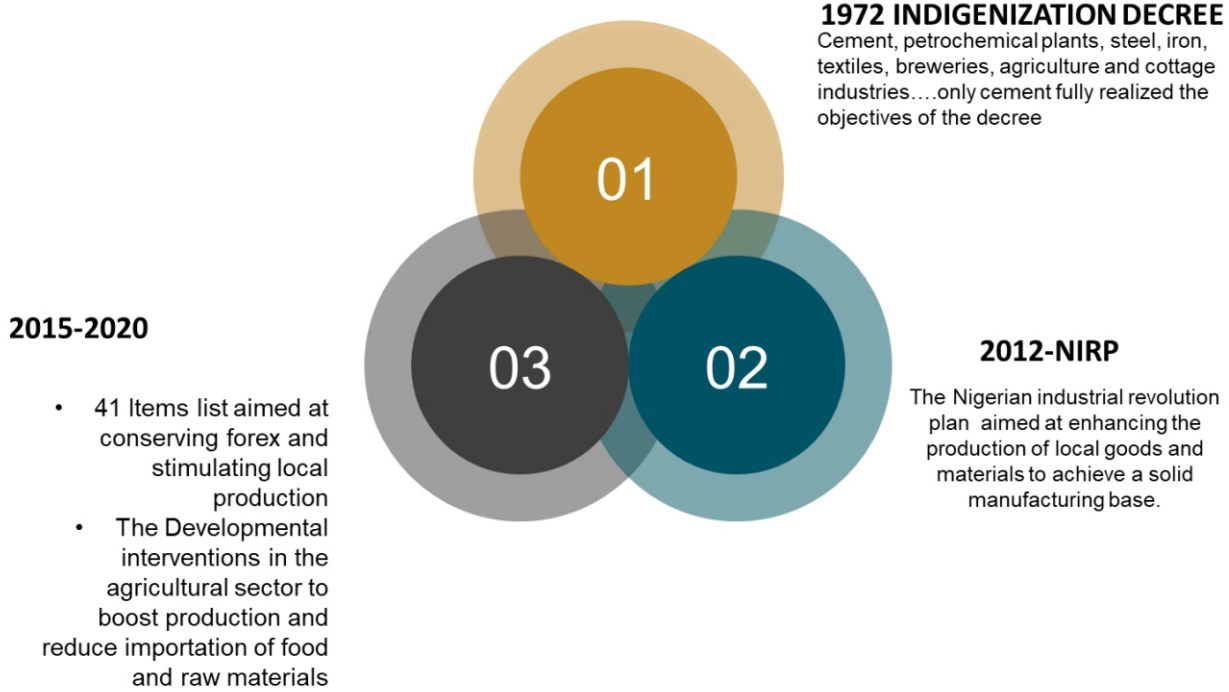 1972 INDIGENIZATION DECREE
Cement, petrochemical plants, steel, iron,
textiles, breweries, agriculture and cottage
industries….only cement fully realized the
objectives of the decree
01
02
2012-NIRP
The Nigerian industrial revolution
plan aimed at enhancing the
production of local goods and
materials to achieve a solid
manufacturing base.
03
2015-2020
• 41 Items list aimed at
conserving forex and
stimulating local
production
• The Developmental
interventions in the
agricultural sector to
boost production and
reduce importation of food
and raw materials